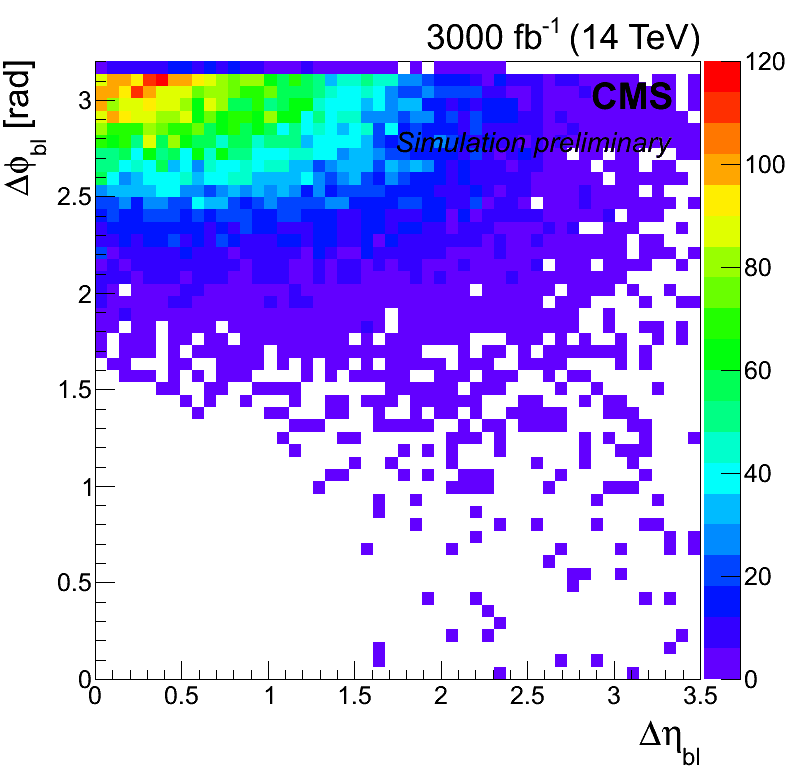 3000 fb⁻¹ (14 TeV)
Δφ_bl [rad]
CMS
Simulation preliminary
3
2.5
2
1.5
1
0.5
0
0 0.5 1 1.5 2 2.5 3 3.5
Δη_bl
120
100
80
60
40
20
0